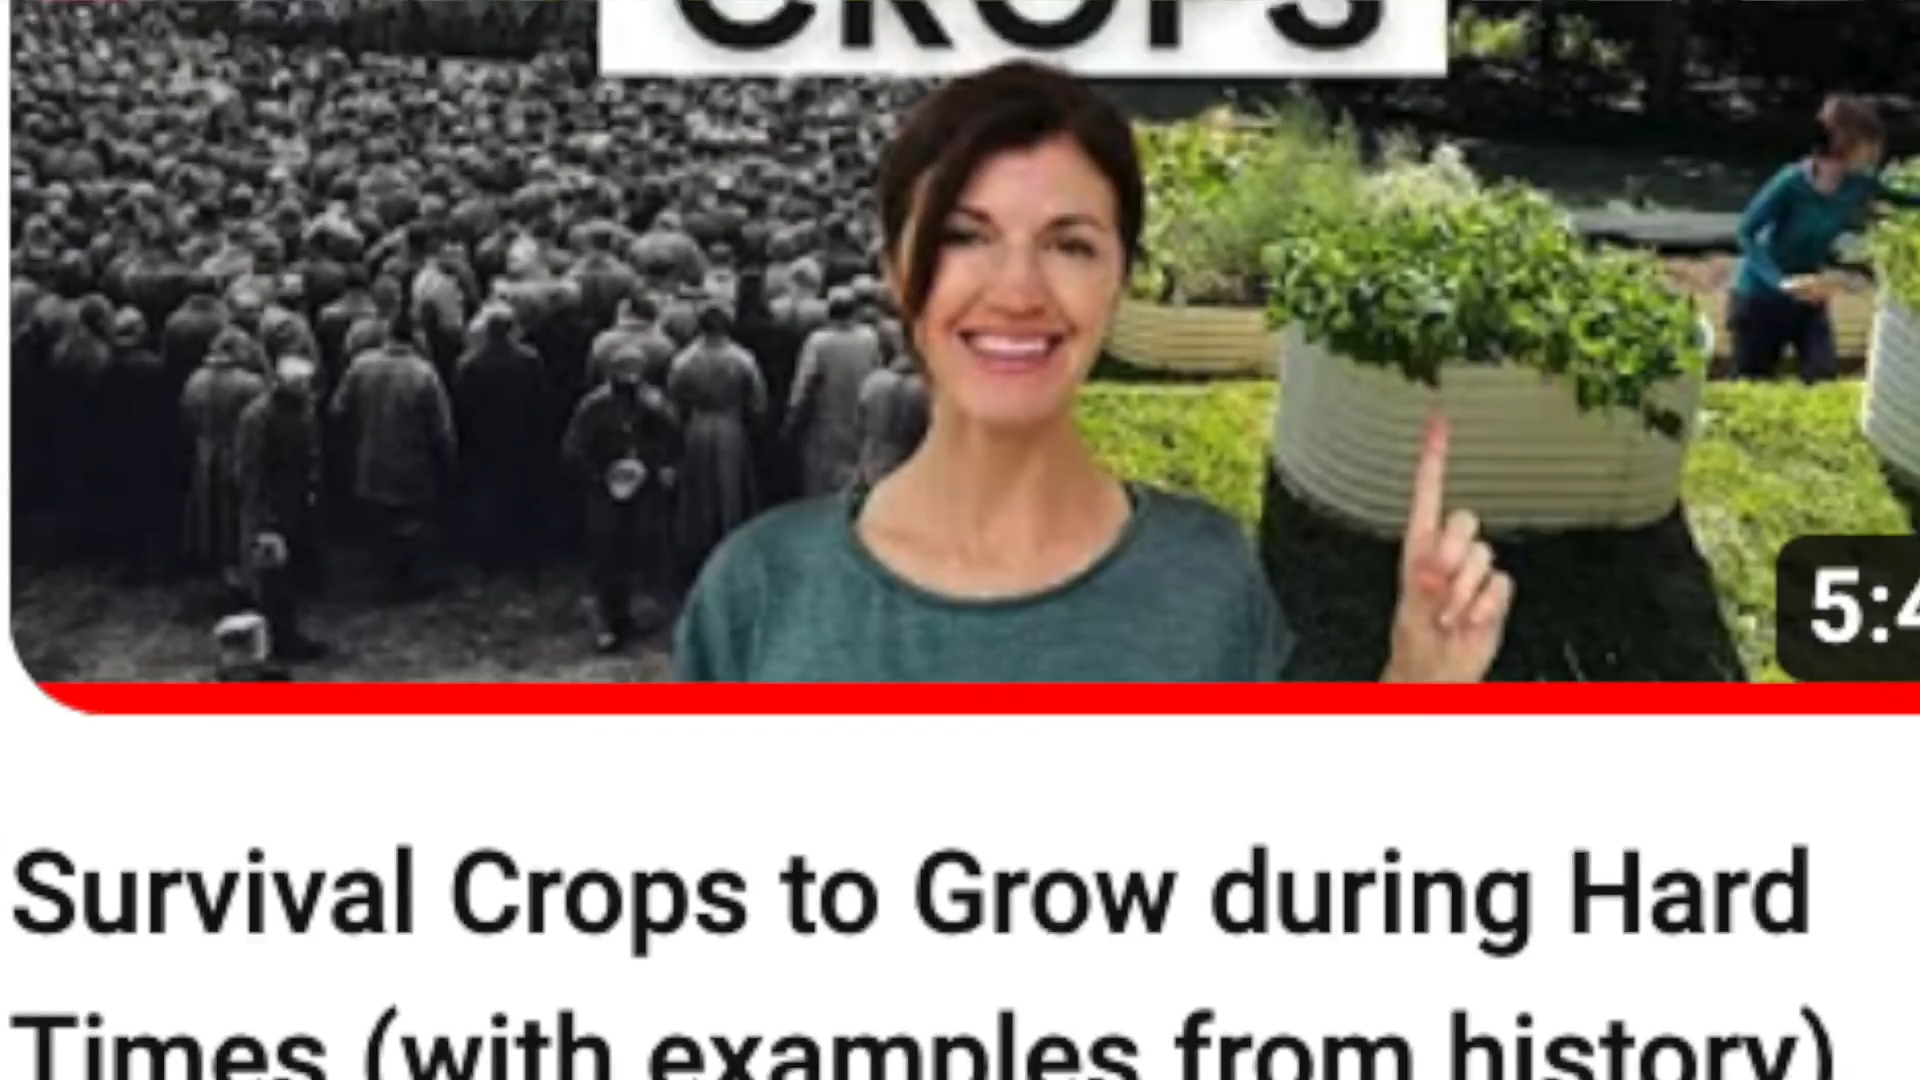 CROPS
5:4
Survival Crops to Grow during Hard
Times (with examples from history)